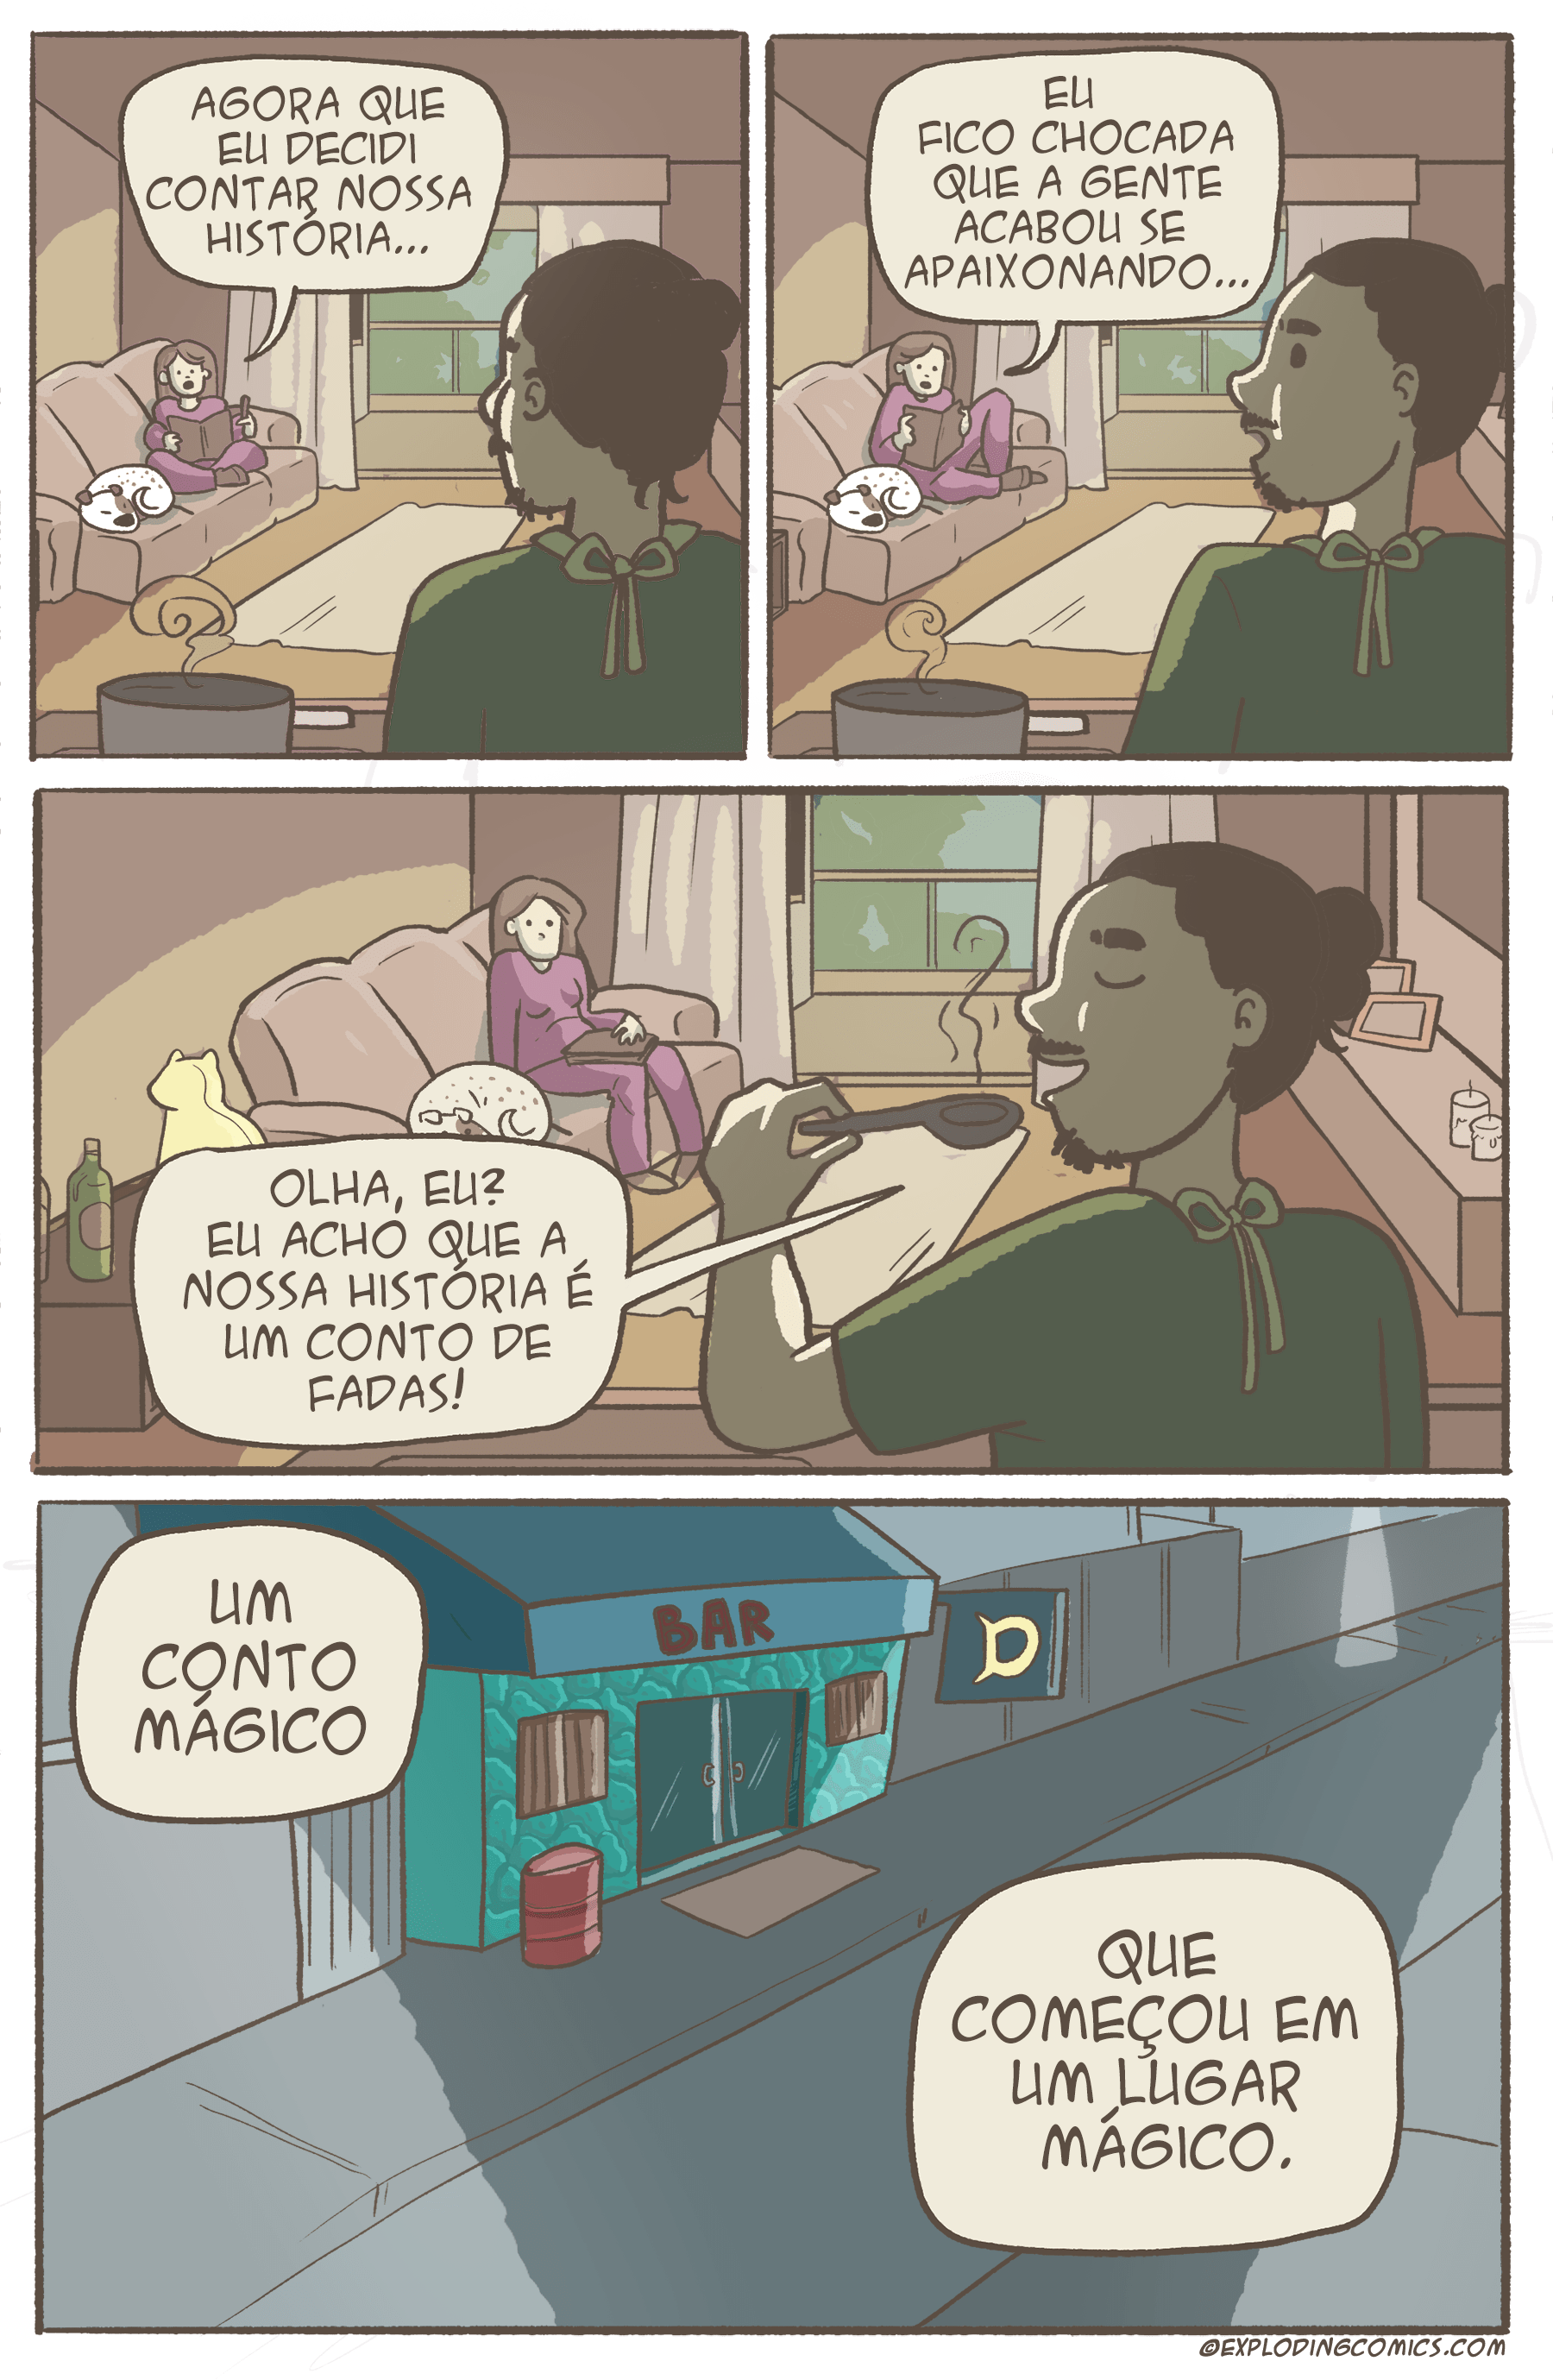 AGORA QUE
EU DECIDI
CONTAR NOSSA
HISTÓRIA...
EU
FICO CHOCADA
QUE A GENTE
ACABOU SE
APAIXONANDO...
OLHA, EU?
EU ACHO QUE A
NOSSA HISTÓRIA É
UM CONTO DE
FADAS!
UM
CONTO
MÁGICO
BAR
D
QUE
COMEÇOU EM
UM LUGAR
MÁGICO.
©EXPLODINGCOMICS.COM